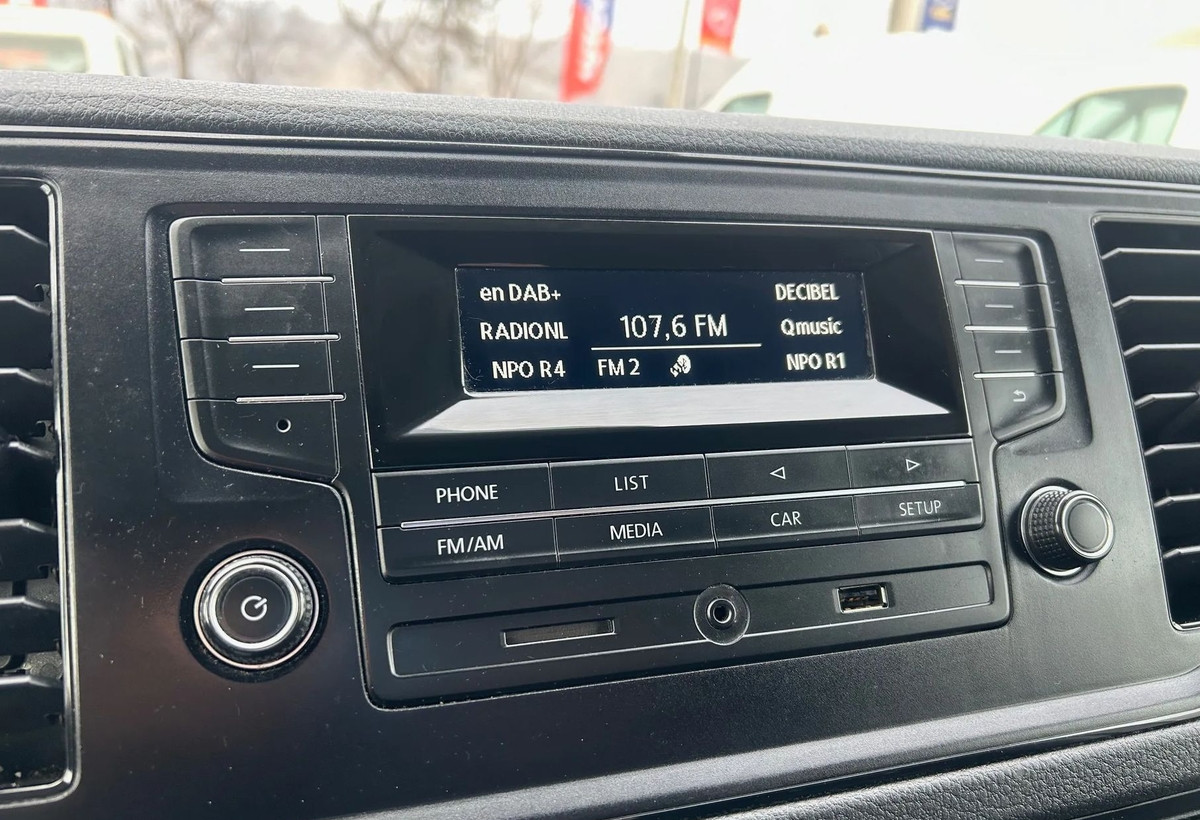 en DAB+
DECIBEL
RADIONL
107,6 FM
Qmusic
NPO R4
FM 2
NPO R1
PHONE
LIST
FM/AM
MEDIA
CAR
SETUP